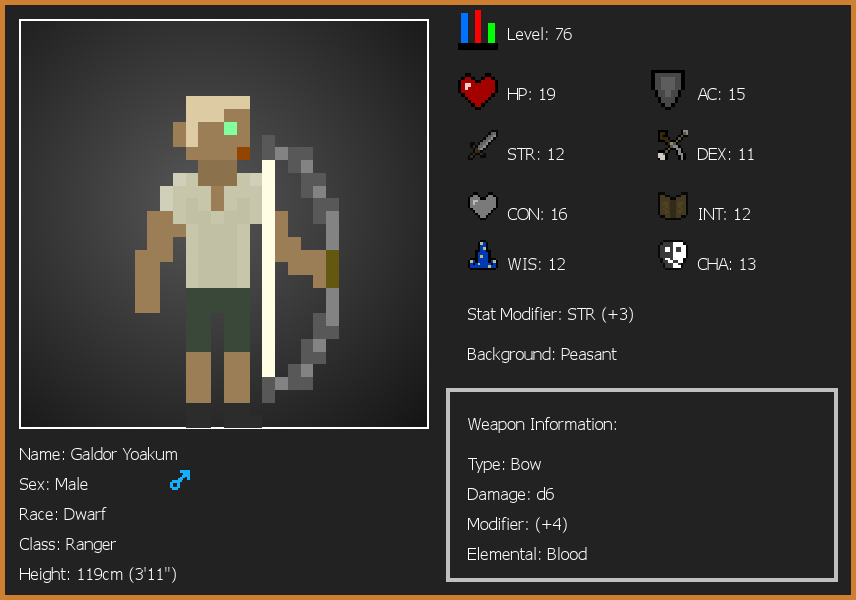 Level: 76
HP: 19
AC: 15
STR: 12
DEX: 11
CON: 16
INT: 12
WIS: 12
CHA: 13
Stat Modifier: STR (+3)
Background: Peasant
Weapon Information:
Type: Bow
Damage: d6
Modifier: (+4)
Elemental: Blood
Name: Galdor Yoakum
Sex: Male
Race: Dwarf
Class: Ranger
Height: 119cm (3'11")